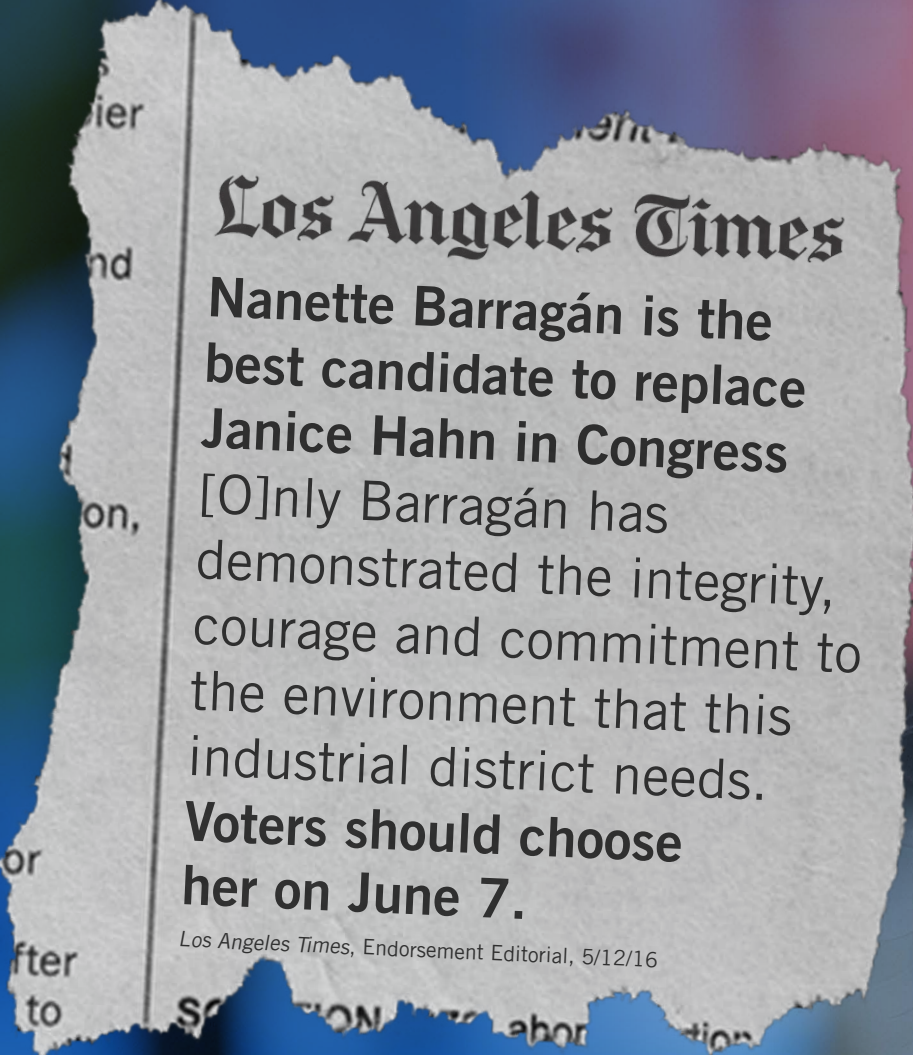 ier
nd
on,
or
fter
to
Los Angeles Times
Nanette Barragán is the
best candidate to replace
Janice Hahn in Congress
[O]nly Barragán has
demonstrated the integrity,
courage and commitment to
the environment that this
industrial district needs.
Voters should choose
her on June 7.
Los Angeles Times, Endorsement Editorial, 5/12/16